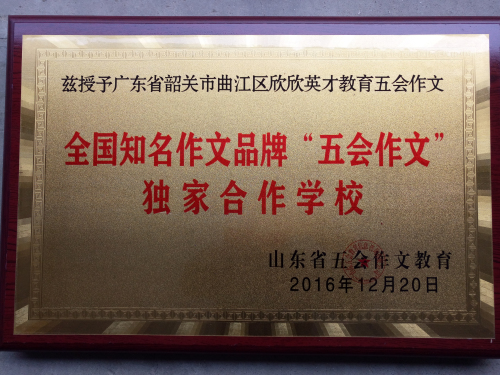 兹授予广东省韶关市曲江区欣欣英才教育五会作文
全国知名作文品牌“五会作文”
独家合作学校
山东省五会作文教育
2016年12月20日